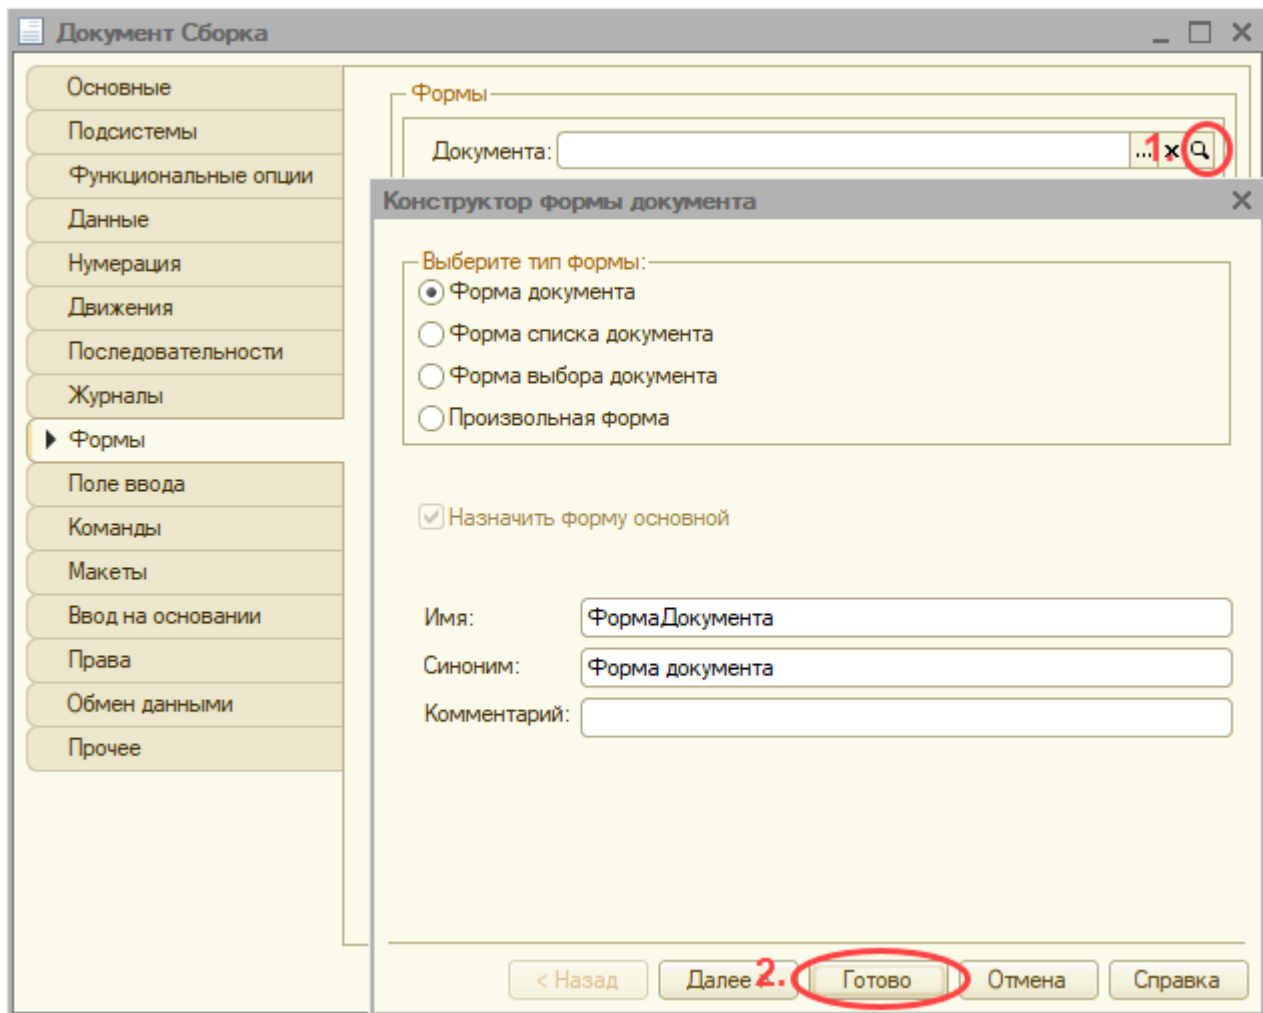 Документ Сборка
Основные
Подсистемы
Функциональные опции
Данные
Нумерация
Движения
Последовательности
Журналы
Формы
Поле ввода
Команды
Макеты
Ввод на основании
Права
Обмен данными
Прочее
Формы
Документа: ... x 1.
Конструктор формы документа
Выберите тип формы:
Форма документа
Форма списка документа
Форма выбора документа
Произвольная форма
Назначить форму основной
Имя: ФормаДокумента
Синоним: Форма документа
Комментарий:
< Назад Далее > 2. Готово Отмена Справка